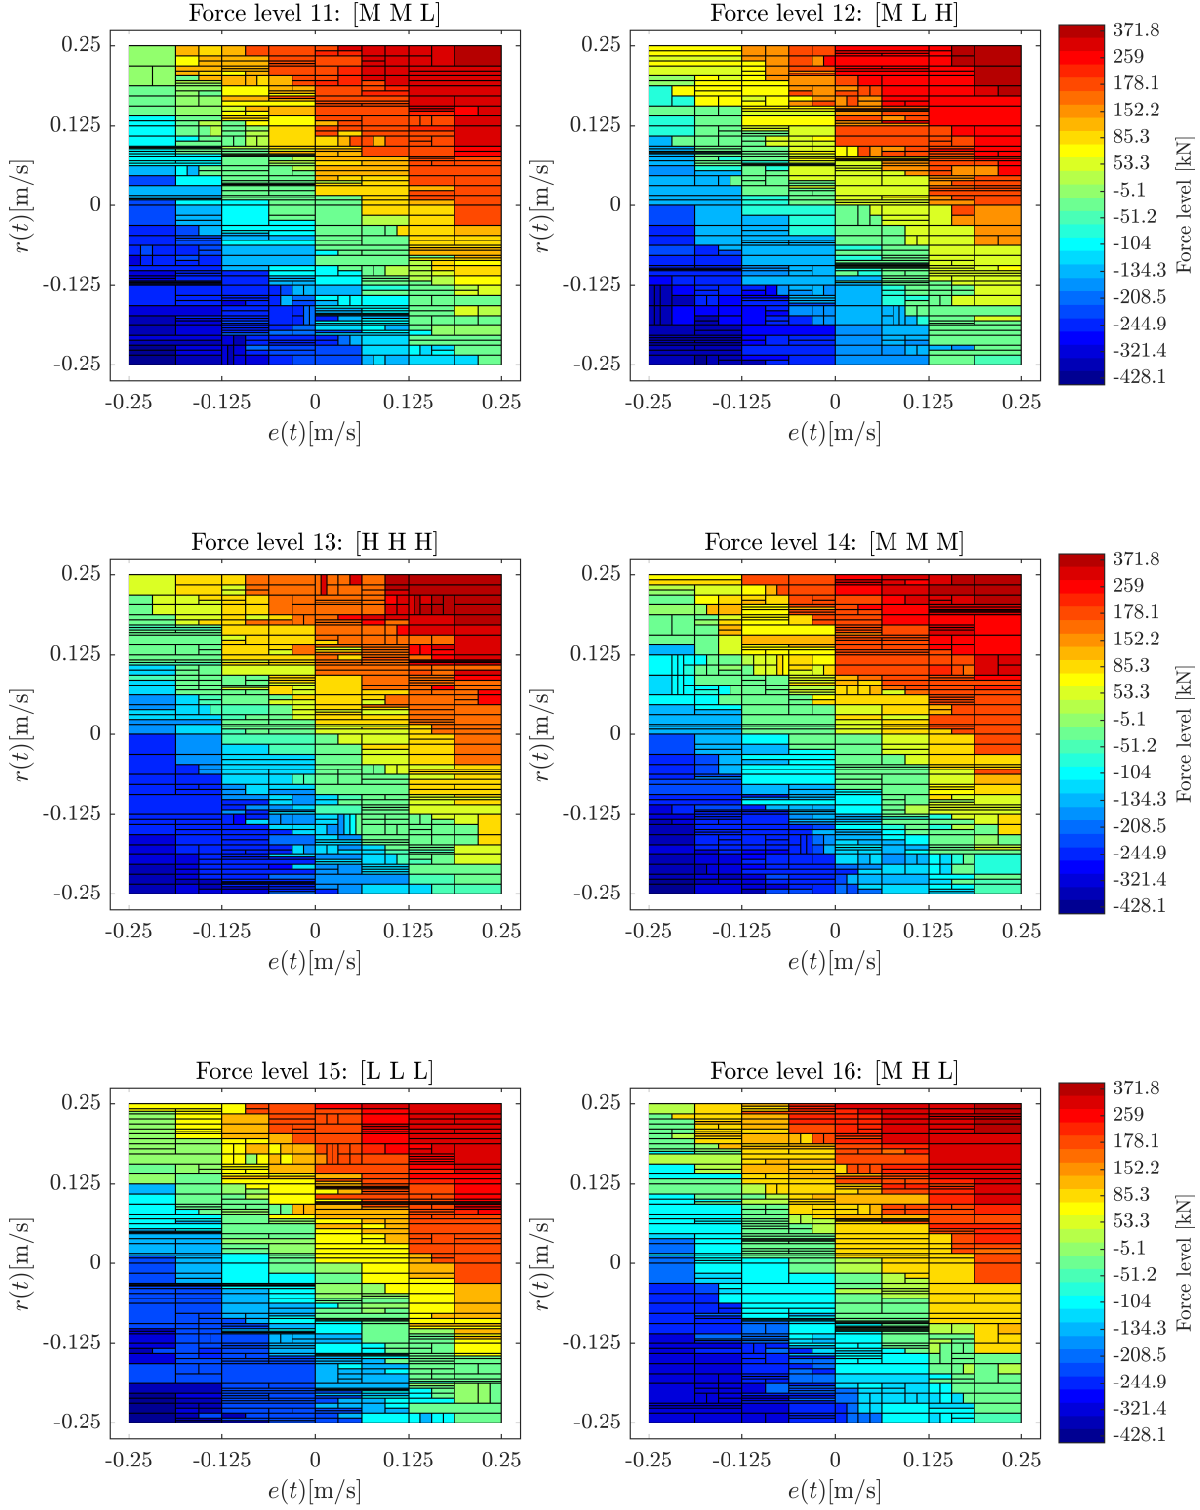 Force level 11: [M M L]
0.25
0.125
0
-0.125
-0.25
r(t)[m/s]
-0.25 -0.125 0 0.125 0.25
e(t)[m/s]
Force level 12: [M L H]
0.25
0.125
0
-0.125
-0.25
r(t)[m/s]
-0.25 -0.125 0 0.125 0.25
e(t)[m/s]
371.8
259
178.1
152.2
85.3
53.3
-5.1
-51.2
-104
-134.3
-208.5
-244.9
-321.4
-428.1
Force level [kN]
Force level 13: [H H H]
0.25
0.125
0
-0.125
-0.25
r(t)[m/s]
-0.25 -0.125 0 0.125 0.25
e(t)[m/s]
Force level 14: [M M M]
0.25
0.125
0
-0.125
-0.25
r(t)[m/s]
-0.25 -0.125 0 0.125 0.25
e(t)[m/s]
371.8
259
178.1
152.2
85.3
53.3
-5.1
-51.2
-104
-134.3
-208.5
-244.9
-321.4
-428.1
Force level [kN]
Force level 15: [L L L]
0.25
0.125
0
-0.125
-0.25
r(t)[m/s]
-0.25 -0.125 0 0.125 0.25
e(t)[m/s]
Force level 16: [M H L]
0.25
0.125
0
-0.125
-0.25
r(t)[m/s]
-0.25 -0.125 0 0.125 0.25
e(t)[m/s]
371.8
259
178.1
152.2
85.3
53.3
-5.1
-51.2
-104
-134.3
-208.5
-244.9
-321.4
-428.1
Force level [kN]